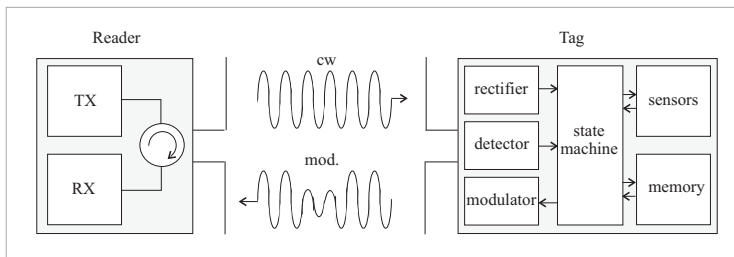 Reader
Tag
TX
RX
cw
mod.
rectifier
detector
modulator
state
machine
sensors
memory